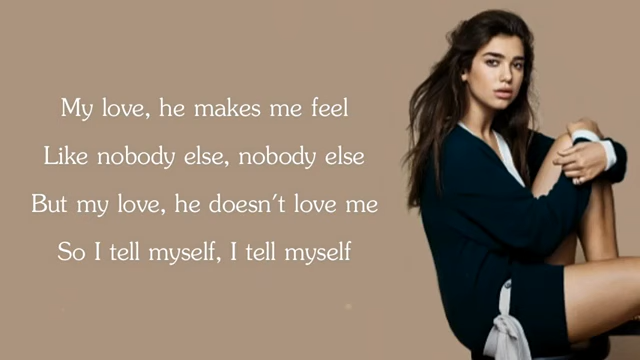 My love, he makes me feel
Like nobody else, nobody else
But my love, he doesn't love me
So I tell myself, I tell myself